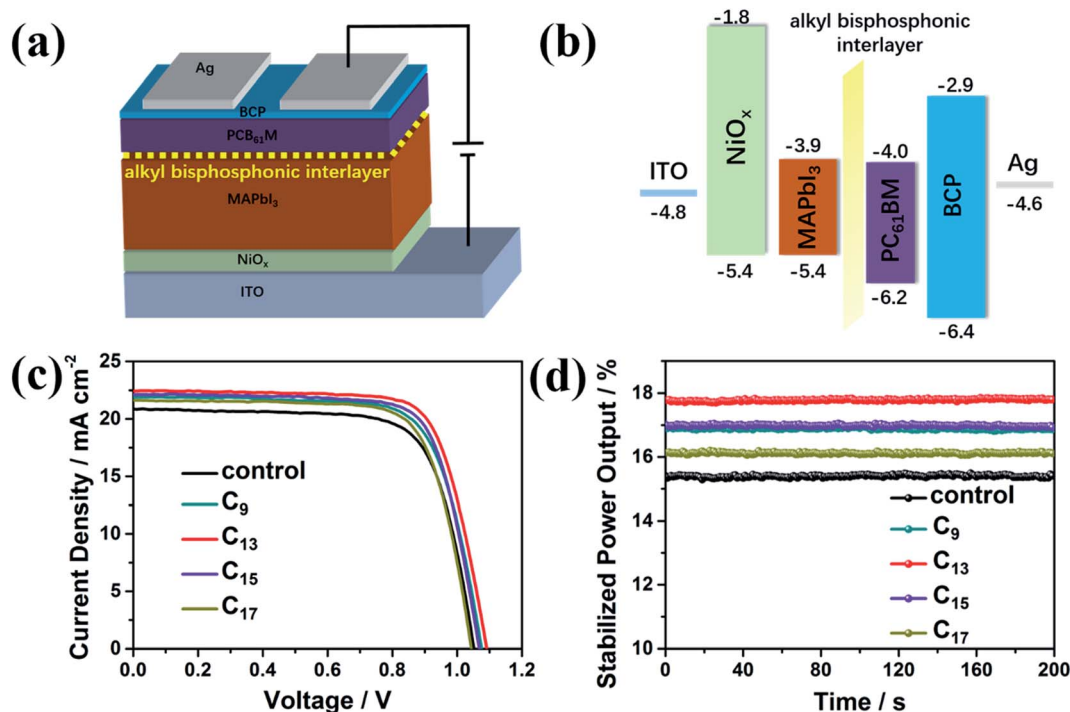 (a)
Ag
BCP
PCB₆₁M
alkyl bisphosphonic interlayer
MAPbI₃
NiOₓ
ITO
(b)
alkyl bisphosphonic
interlayer
-1.8
-2.9
-3.9
-4.0
ITO
NiOₓ
MAPbI₃
PC₆₁BM
BCP
Ag
-4.8
-4.6
-5.4
-5.4
-6.2
-6.4
(c)
Current Density / mA cm⁻²
25
20
15
10
5
0
control
C₉
C₁₃
C₁₅
C₁₇
0.0 0.2 0.4 0.6 0.8 1.0 1.2
Voltage / V
(d)
Stabilized Power Output / %
18
16
14
12
10
control
C₉
C₁₃
C₁₅
C₁₇
0 40 80 120 160 200
Time / s